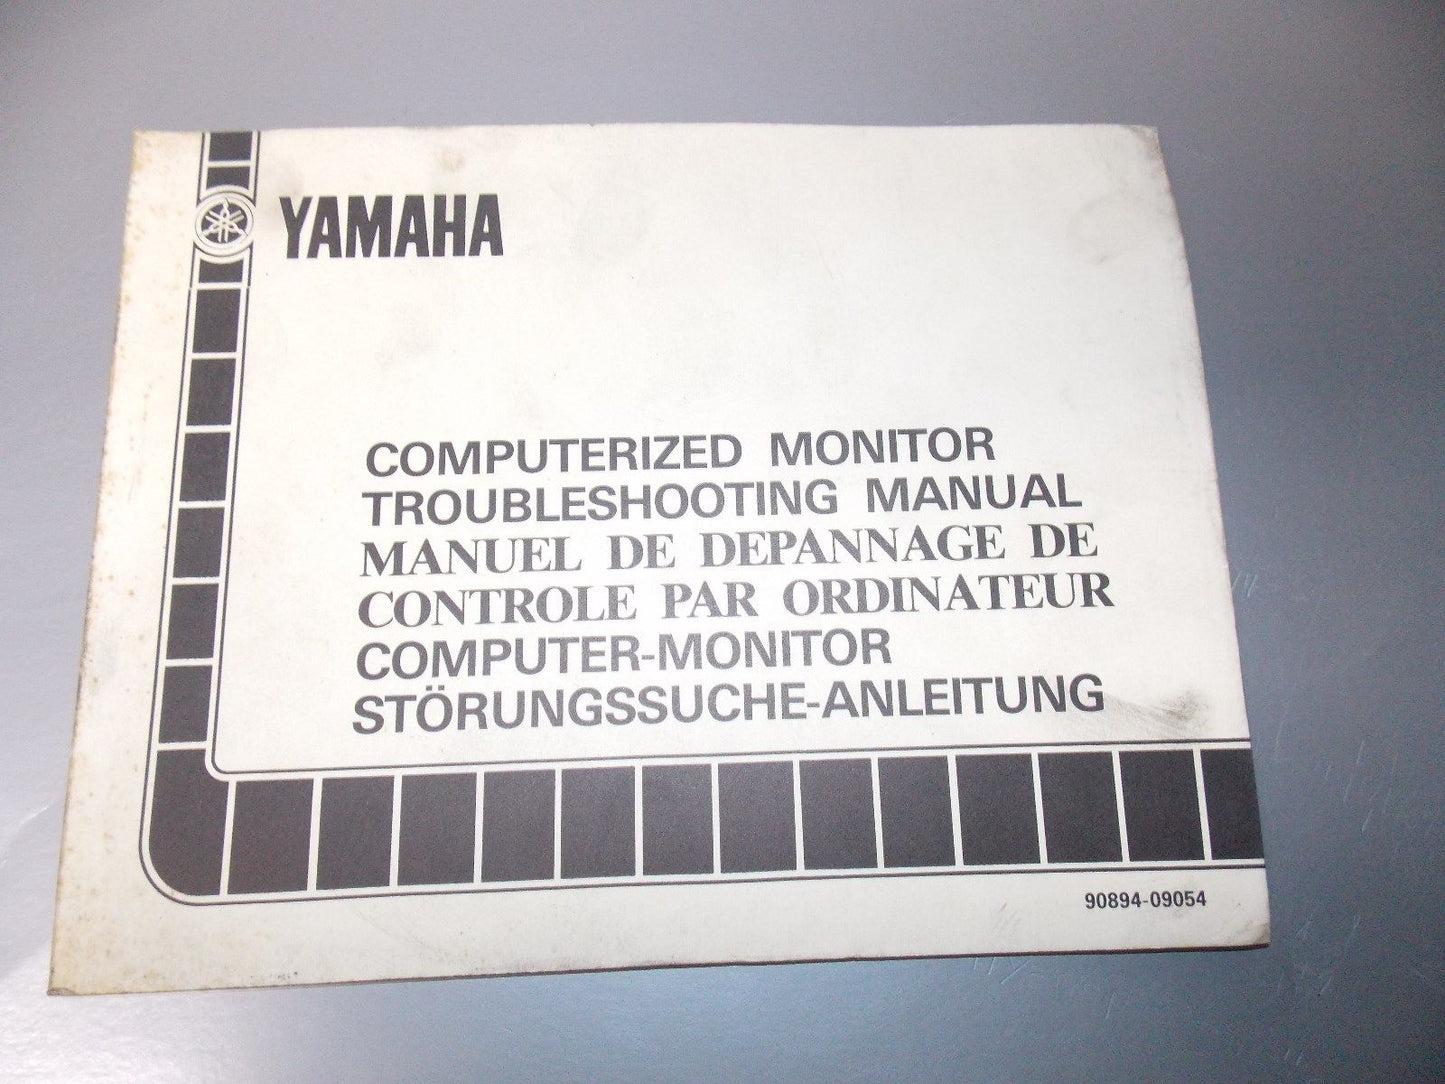 YAMAHA
COMPUTERIZED MONITOR
TROUBLESHOOTING MANUAL
MANUEL DE DEPANNAGE DE
CONTROLE PAR ORDINATEUR
COMPUTER-MONITOR
STÖRUNGSSUCHE-ANLEITUNG
90894-09054